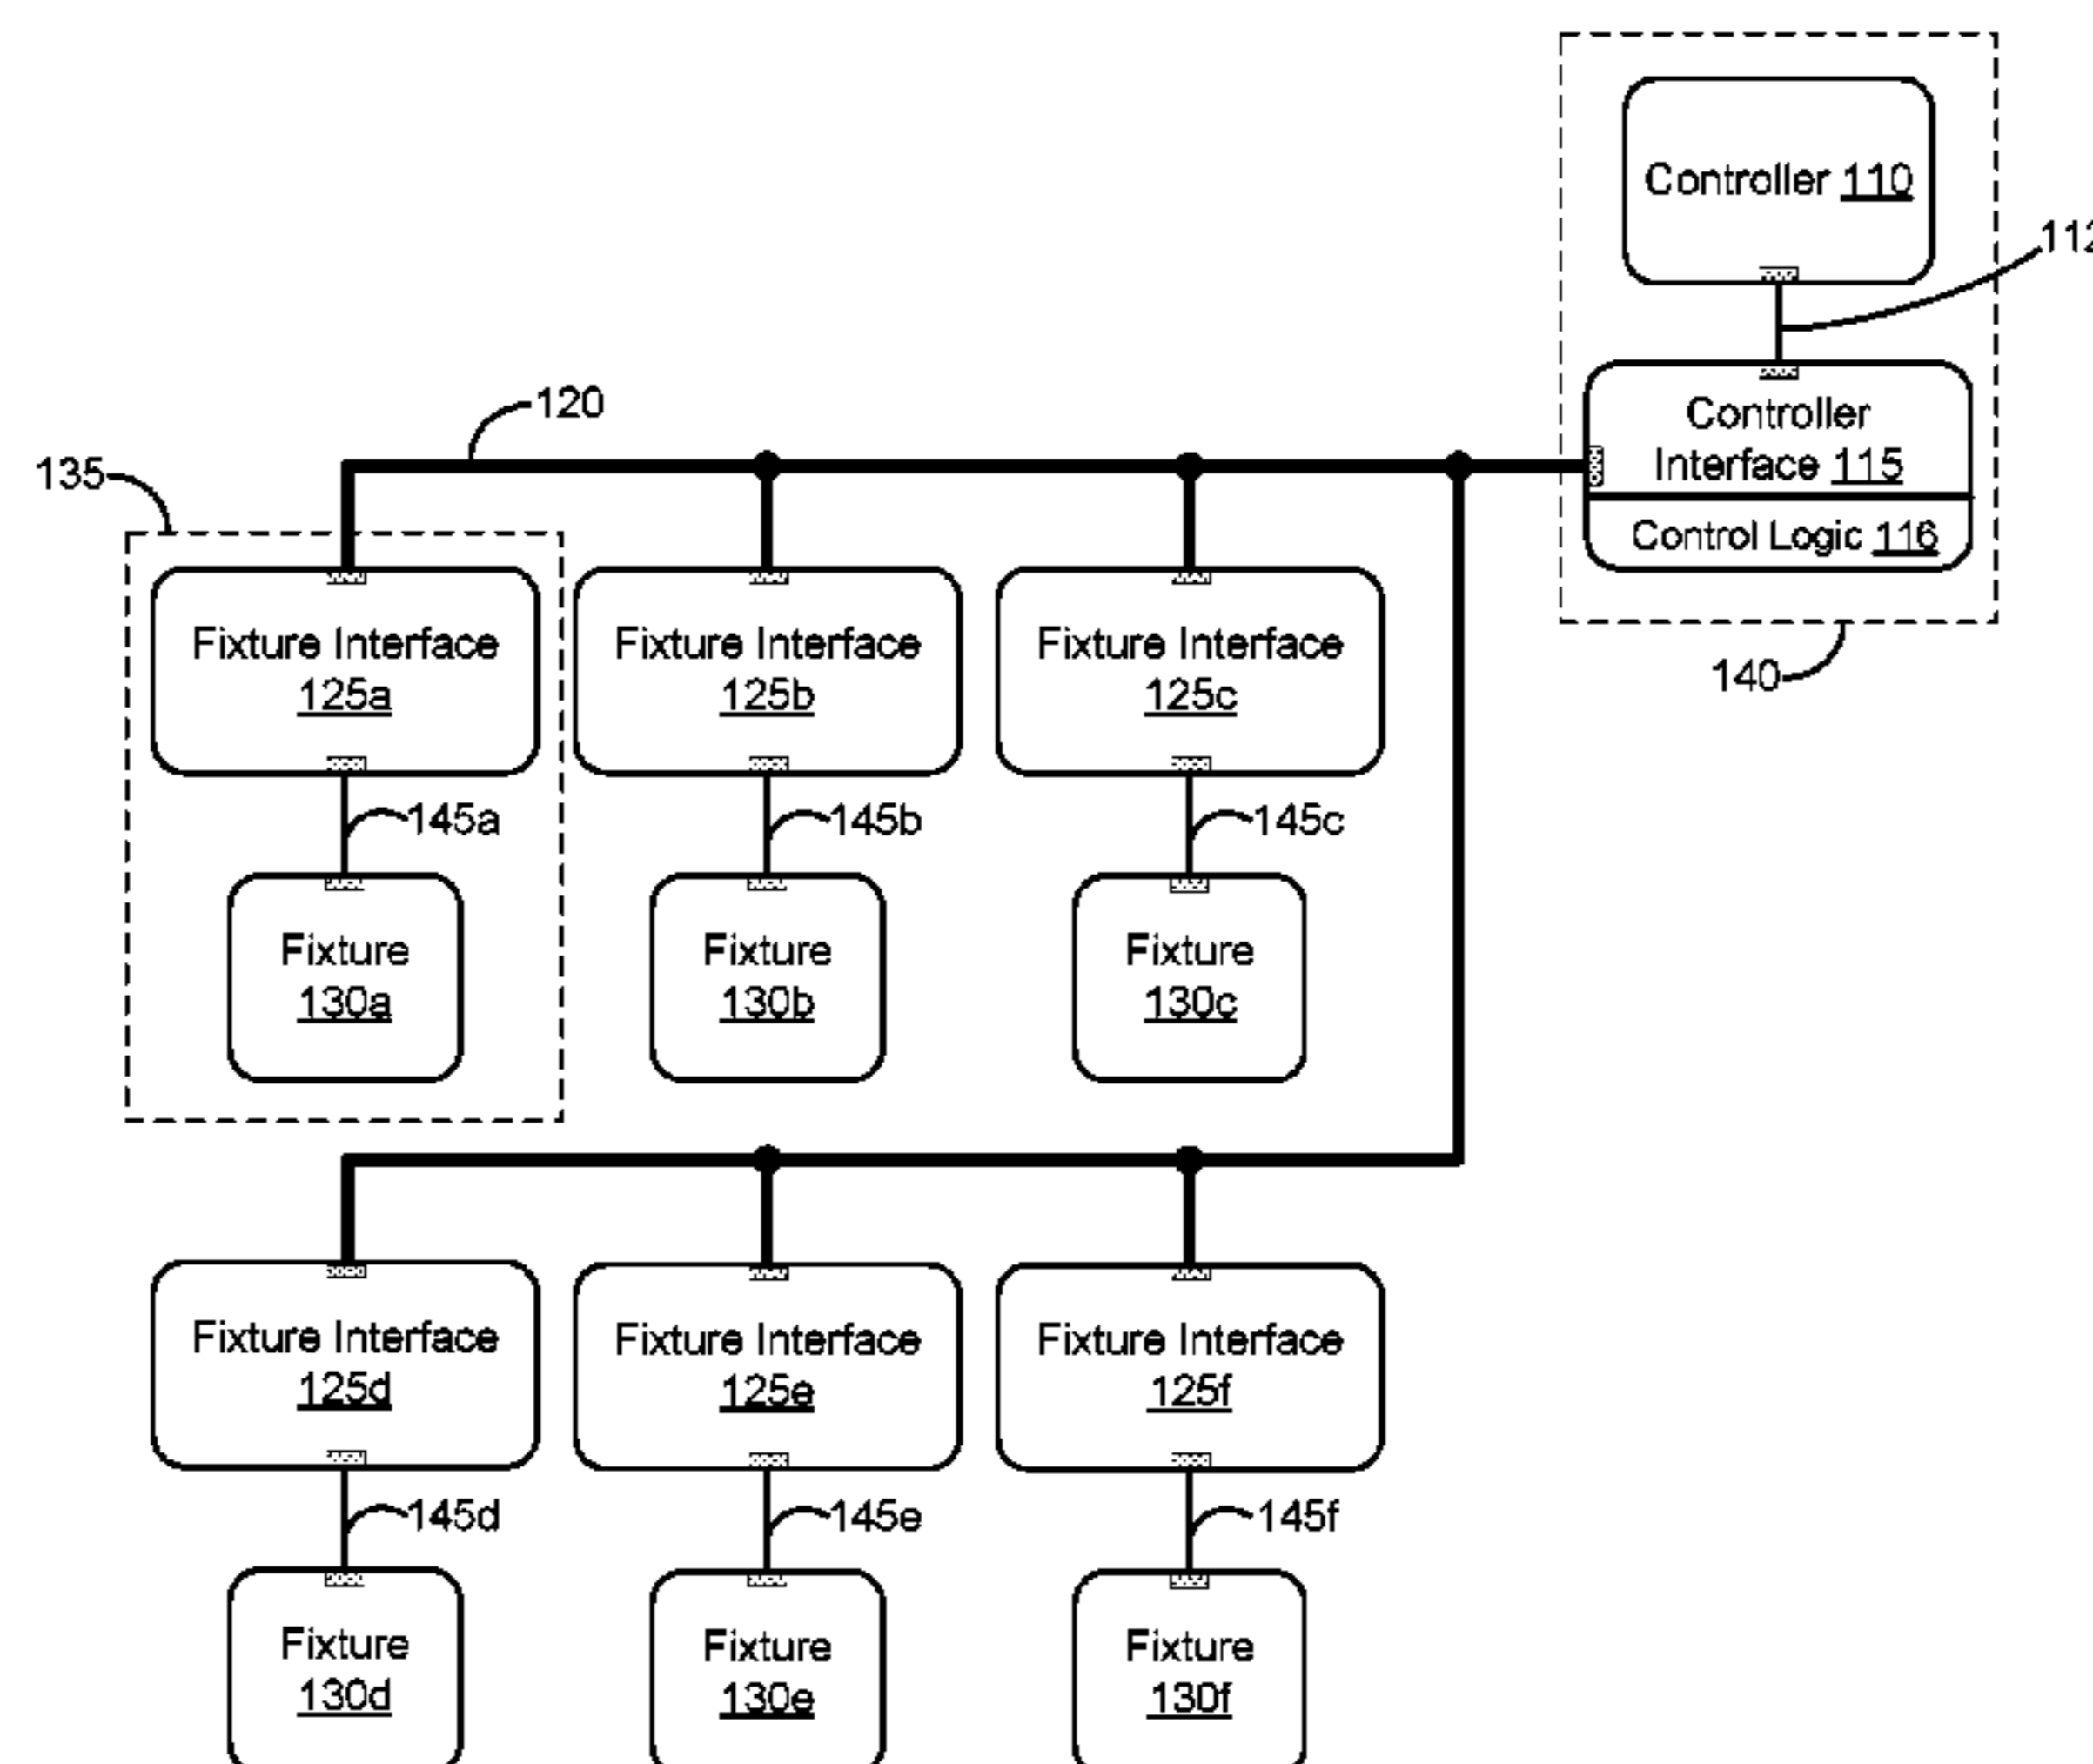 Controller 110
112
Controller
Interface 115
Control Logic 116
140
120
135
Fixture Interface
125a
Fixture Interface
125b
Fixture Interface
125c
145a
145b
145c
Fixture
130a
Fixture
130b
Fixture
130c
Fixture Interface
125d
Fixture Interface
125e
Fixture Interface
125f
145d
145e
145f
Fixture
130d
Fixture
130e
Fixture
130f